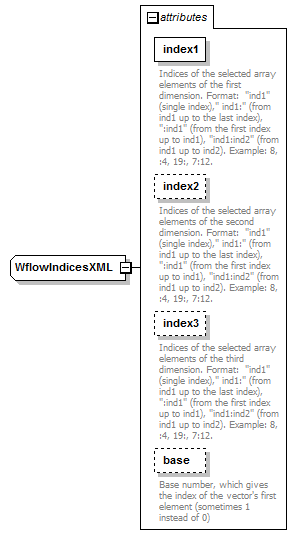 attributes
index1
Indices of the selected array
elements of the first
dimension. Format:  "ind1"
(single index)," ind1:" (from
ind1 up to the last index),
":ind1" (from the first index
up to ind1), "ind1:ind2" (from
ind1 up to ind2). Example: 8,
:4, 19:, 7:12.
index2
Indices of the selected array
elements of the second
dimension. Format:  "ind1"
(single index)," ind1:" (from
ind1 up to the last index),
":ind1" (from the first index
up to ind1), "ind1:ind2" (from
ind1 up to ind2). Example: 8,
:4, 19:, 7:12.
WflowIndicesXML
index3
Indices of the selected array
elements of the third
dimension. Format:  "ind1"
(single index)," ind1:" (from
ind1 up to the last index),
":ind1" (from the first index
up to ind1), "ind1:ind2" (from
ind1 up to ind2). Example: 8,
:4, 19:, 7:12.
base
Base number, which gives
the index of the vector's first
element (sometimes 1
instead of 0)